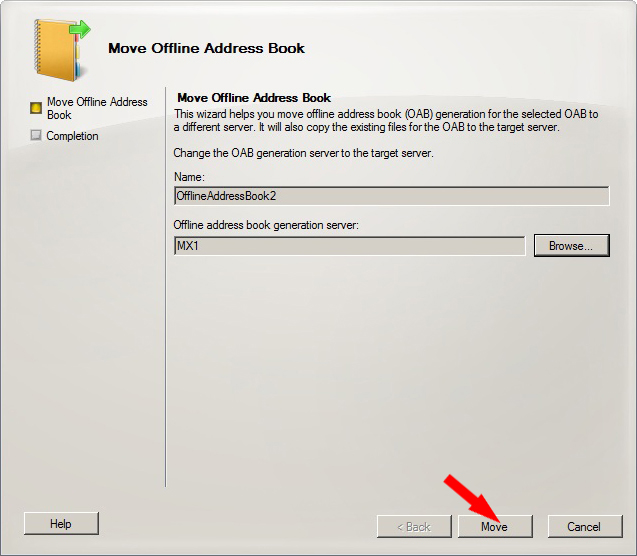 Move Offline Address Book
Move Offline Address
Book
Completion
Move Offline Address Book
This wizard helps you move offline address book (OAB) generation for the selected OAB to
a different server. It will also copy the existing files for the OAB to the target server.
Change the OAB generation server to the target server.
Name:
OfflineAddressBook2
Offline address book generation server:
MX1
Browse...
Help
< Back
Move
Cancel